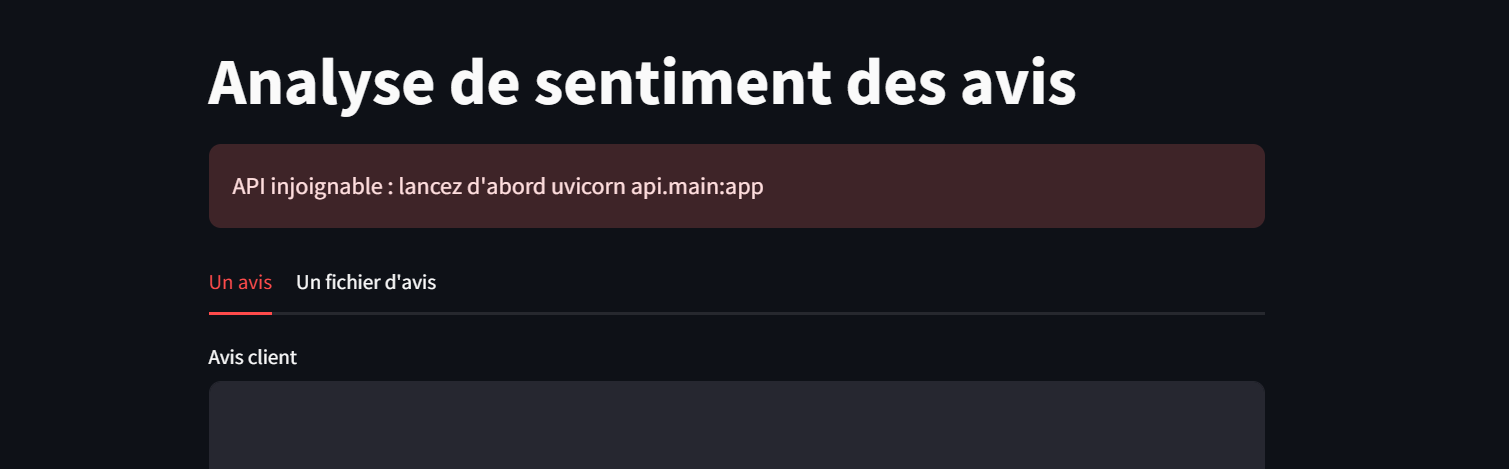 Analyse de sentiment des avis
API injoignable : lancez d'abord uvicorn api.main:app
Un avis Un fichier d'avis
Avis client